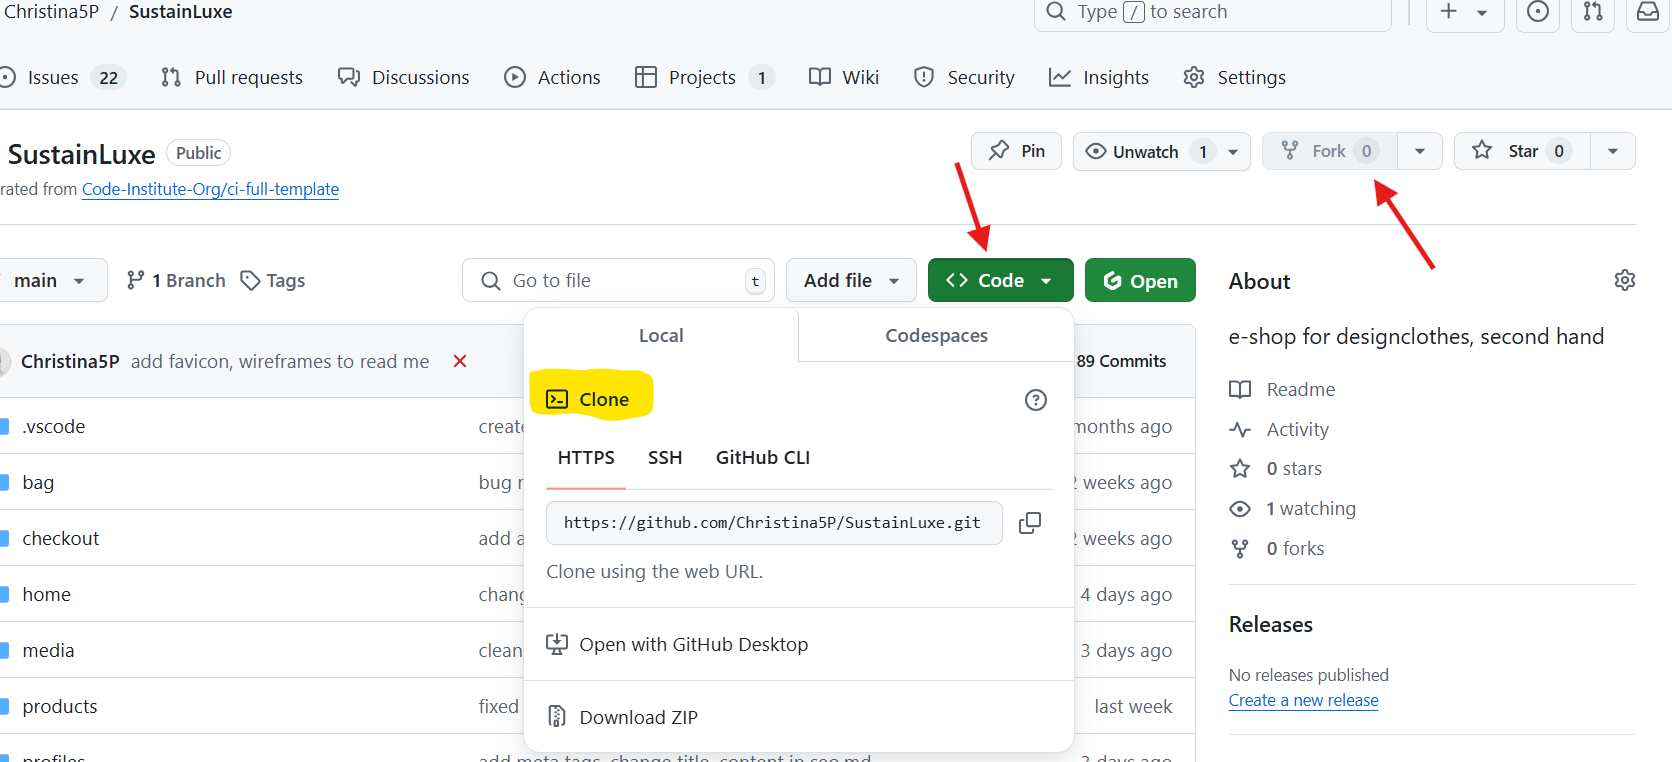 Christina5P / SustainLuxe
Type / to search
Issues 22 Pull requests Discussions Actions Projects 1 Wiki Security Insights Settings
SustainLuxe Public
Pin Unwatch 1 Fork 0 Star 0
rated from Code-Institute-Org/ci-full-template
main 1 Branch Tags Go to file t Add file Code Open
Local Codespaces
Christina5P add favicon, wireframes to read me 89 Commits
Clone
.vscode create months ago
HTTPS SSH GitHub CLI
bag bug 2 weeks ago
https://github.com/Christina5P/SustainLuxe.git
checkout add a 2 weeks ago
Clone using the web URL.
home chang 4 days ago
Open with GitHub Desktop
media clean 3 days ago
products fixed last week
Download ZIP
profiles add meta tags, change title, content in seo.md 3 days ago
About
e-shop for designclothes, second hand
Readme
Activity
0 stars
1 watching
0 forks
Releases
No releases published
Create a new release